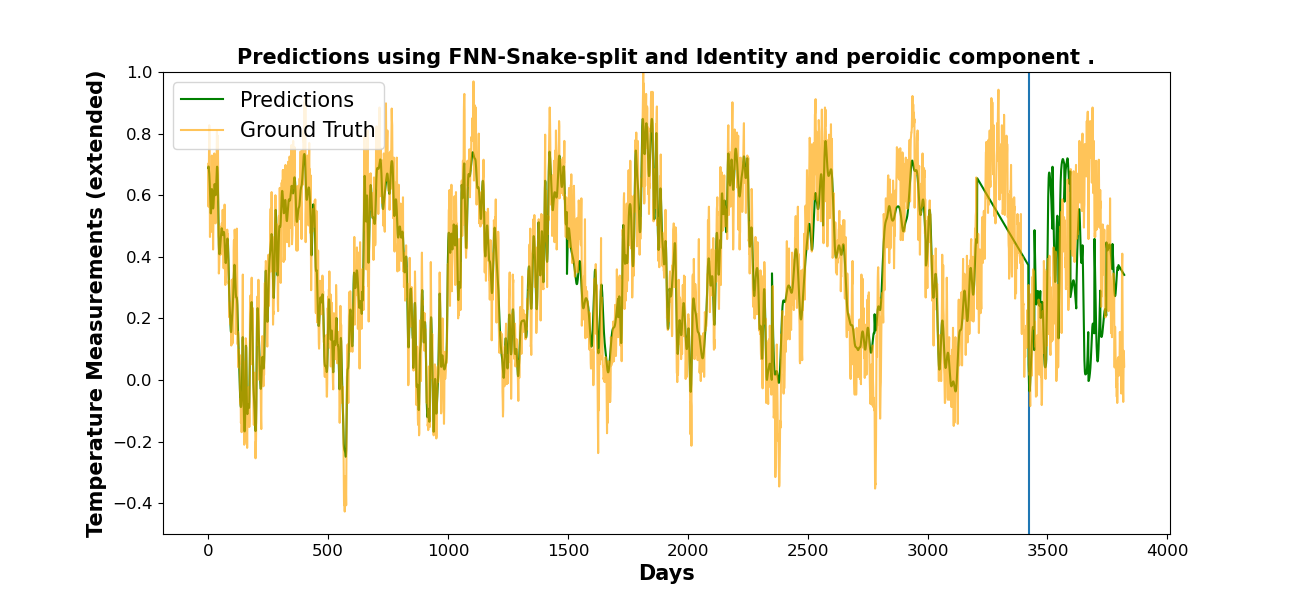 Predictions using FNN-Snake-split and Identity and peroidic component .
Temperature Measurements (extended)
1.0
0.8
0.6
0.4
0.2
0.0
−0.2
−0.4
Predictions
Ground Truth
0 500 1000 1500 2000 2500 3000 3500 4000
Days